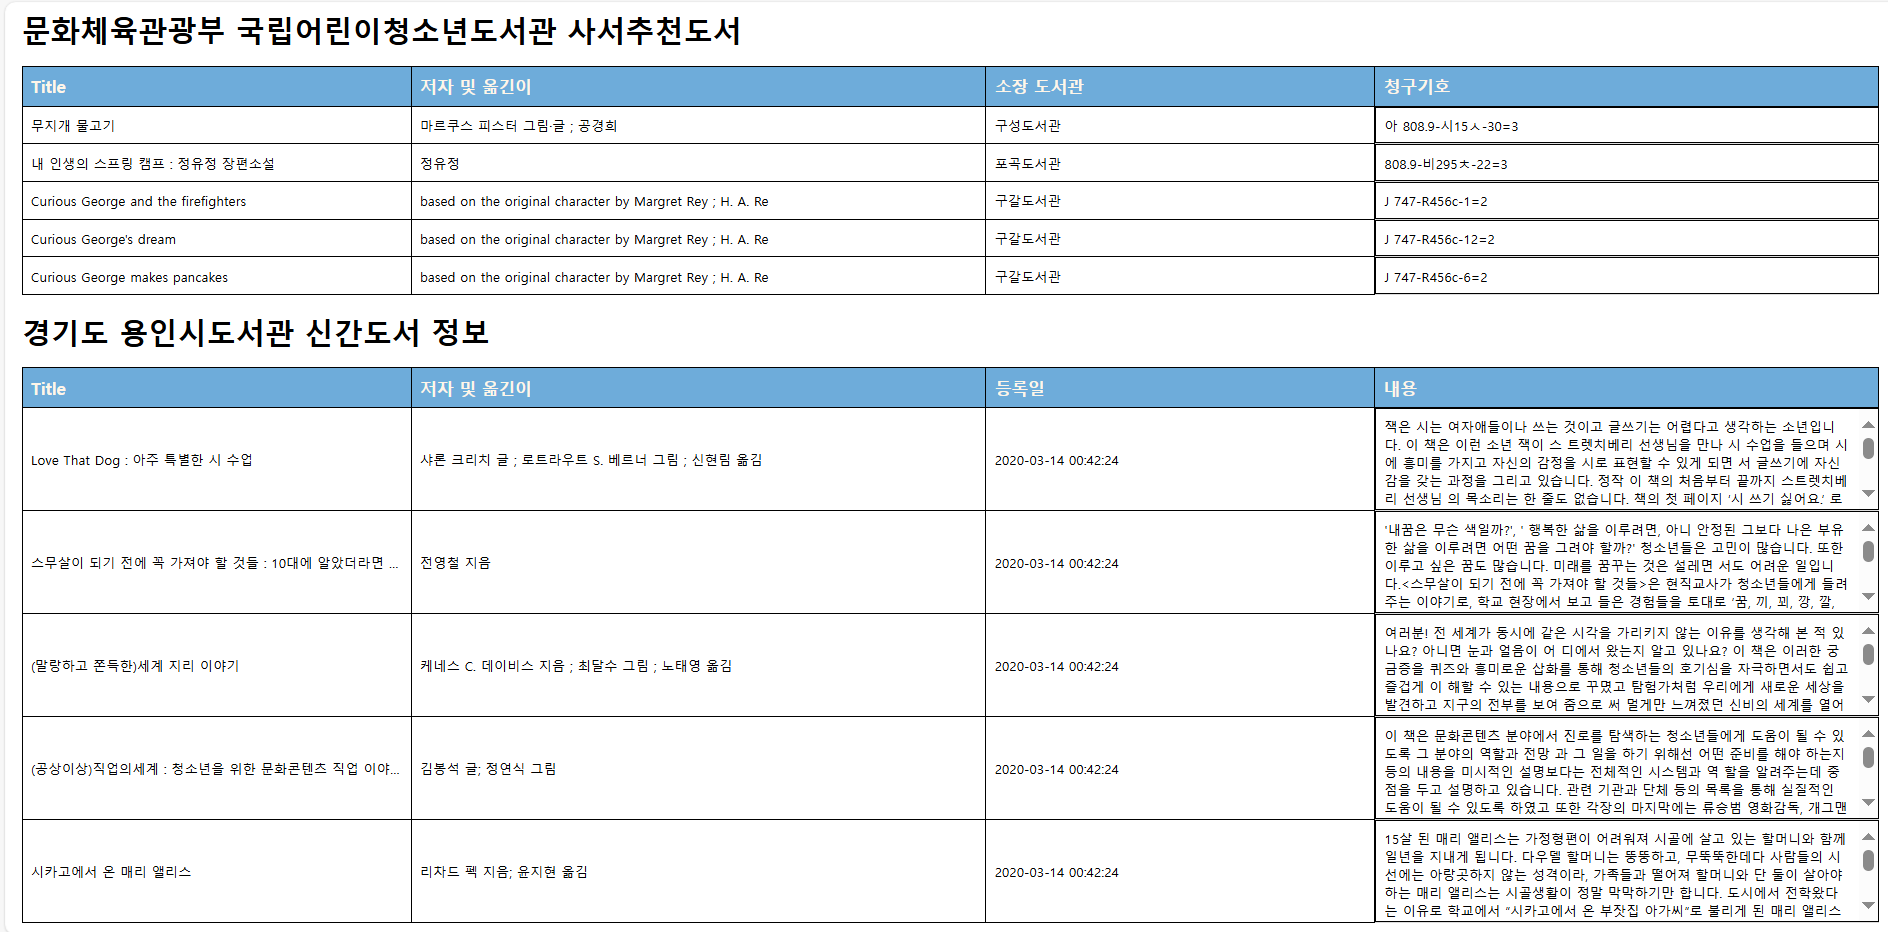 문화체육관광부 국립어린이청소년도서관 사서추천도서
Title 저자 및 옮긴이 소장 도서관 청구기호
무지개 물고기 마르쿠스 피스터 그림·글 ; 공경희 구성도서관 아 808.9-시15ㅅ-30=3
내 인생의 스프링 캠프 : 정유정 장편소설 정유정 포곡도서관 808.9-비295ㅊ-22=3
Curious George and the firefighters based on the original character by Margret Rey ; H. A. Re 구갈도서관 J 747-R456c-1=2
Curious George's dream based on the original character by Margret Rey ; H. A. Re 구갈도서관 J 747-R456c-12=2
Curious George makes pancakes based on the original character by Margret Rey ; H. A. Re 구갈도서관 J 747-R456c-6=2
경기도 용인시도서관 신간도서 정보
Title 저자 및 옮긴이 등록일 내용
Love That Dog : 아주 특별한 시 수업 샤론 크리치 글 ; 로트라우트 S. 베르너 그림 ; 신현림 옮김 2020-03-14 00:42:24
잭은 시는 여자애들이나 쓰는 것이고 글쓰기는 어렵다고 생각하는 소년입니
다. 이 책은 이런 소년 잭이 스 트렛치베리 선생님을 만나 시 수업을 들으며 시
에 흥미를 가지고 자신의 감정을 시로 표현할 수 있게 되면 서 글쓰기에 자신
감을 갖는 과정을 그리고 있습니다. 정작 이 책의 처음부터 끝까지 스트렛치베
리 선생님 의 목소리는 한 줄도 없습니다. 책의 첫 페이지 '시 쓰기 싫어요.' 로
스무살이 되기 전에 꼭 가져야 할 것들 : 10대에 알았더라면 ... 전영철 지음 2020-03-14 00:42:24
'내꿈은 무슨 색일까?', ' 행복한 삶을 이루려면, 아니 안정된 그보다 나은 부유
한 삶을 이루려면 어떤 꿈을 그려야 할까?' 청소년들은 고민이 많습니다. 또한
이루고 싶은 꿈도 많습니다. 미래를 꿈꾸는 것은 설레면 서도 어려운 일입니
다.<스무살이 되기 전에 꼭 가져야 할 것들>은 현직교사가 청소년들에게 들려
주는 이야기로, 학교 현장에서 보고 들은 경험들을 토대로 '꿈, 끼, 꾀, 깡, 깔,
(말랑하고 쫀득한)세계 지리 이야기 케네스 C. 데이비스 지음 ; 최달수 그림 ; 노태영 옮김 2020-03-14 00:42:24
여러분! 전 세계가 동시에 같은 시각을 가리키지 않는 이유를 생각해 본 적 있
나요? 아니면 눈과 얼음이 어 디에서 왔는지 알고 있나요? 이 책은 이러한 궁
금증을 퀴즈와 흥미로운 삽화를 통해 청소년들의 호기심을 자극하면서도 쉽고
즐겁게 이 해할 수 있는 내용으로 꾸몄고 탐험가처럼 우리에게 새로운 세상을
발견하고 지구의 전부를 보여 줌으로 써 멀게만 느껴졌던 신비의 세계를 열어
(공상이상)직업의세계 : 청소년을 위한 문화콘텐츠 직업 이야... 김봉석 글; 정연식 그림 2020-03-14 00:42:24
이 책은 문화콘텐츠 분야에서 진로를 탐색하는 청소년들에게 도움이 될 수 있
도록 그 분야의 역할과 전망 과 그 일을 하기 위해선 어떤 준비를 해야 하는지
등의 내용을 미시적인 설명보다는 전체적인 시스템과 역 할을 알려주는데 중
점을 두고 설명하고 있습니다. 관련 기관과 단체 등의 목록을 통해 실질적인
도움이 될 수 있도록 하였고 또한 각장의 마지막에는 류승범 영화감독, 개그맨
시카고에서 온 매리 앨리스 리차드 펙 지음; 윤지현 옮김 2020-03-14 00:42:24
15살 된 매리 앨리스는 가정형편이 어려워져 시골에 살고 있는 할머니와 함께
일년을 지내게 됩니다. 다우델 할머니는 뚱뚱하고, 무뚝뚝한데다 사람들의 시
선에는 아랑곳하지 않는 성격이라, 가족들과 떨어져 할머니와 단 둘이 살아야
하는 매리 앨리스는 시골생활이 정말 막막하기만 합니다. 도시에서 전학왔다
는 이유로 학교에서 "시카고에서 온 부잣집 아가씨"로 불리게 된 매리 앨리스